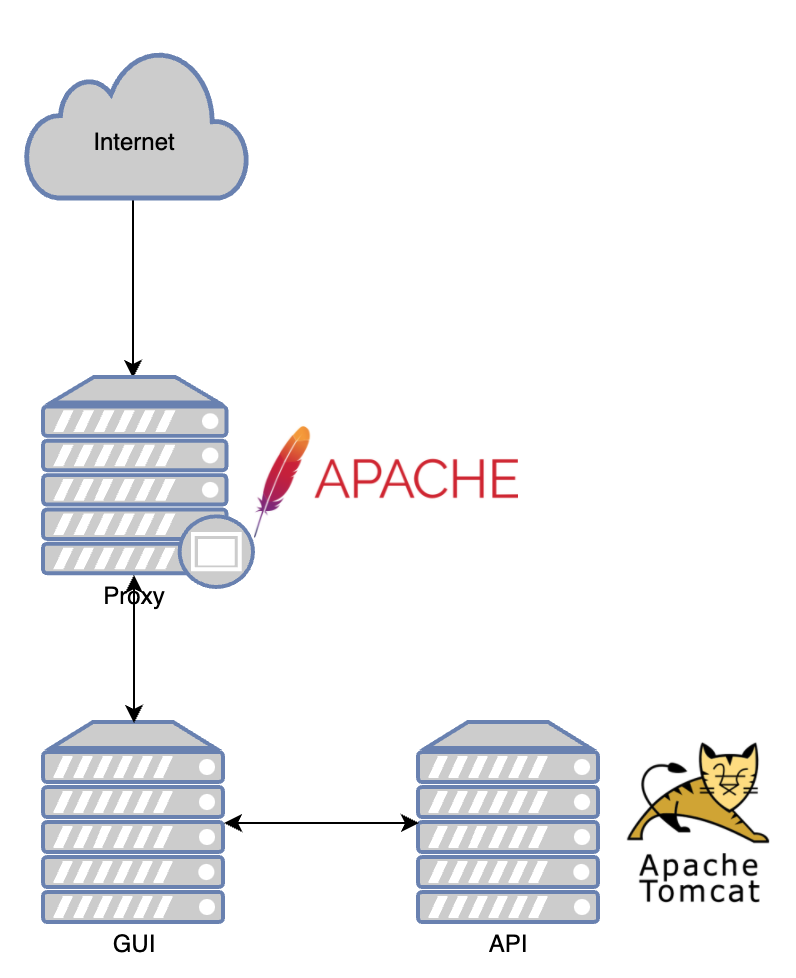 Internet
APACHE
Proxy
Apache
Tomcat
GUI
API